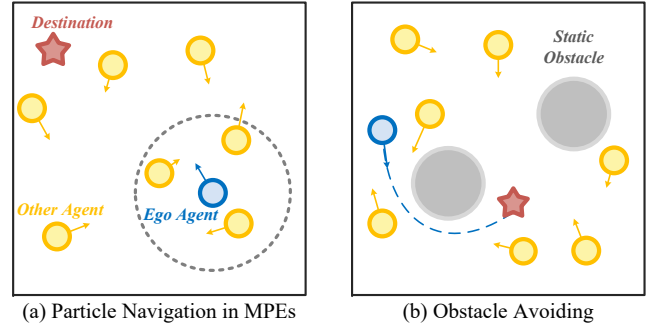 Destination
Other Agent
Ego Agent
(a) Particle Navigation in MPEs
Static
Obstacle
(b) Obstacle Avoiding